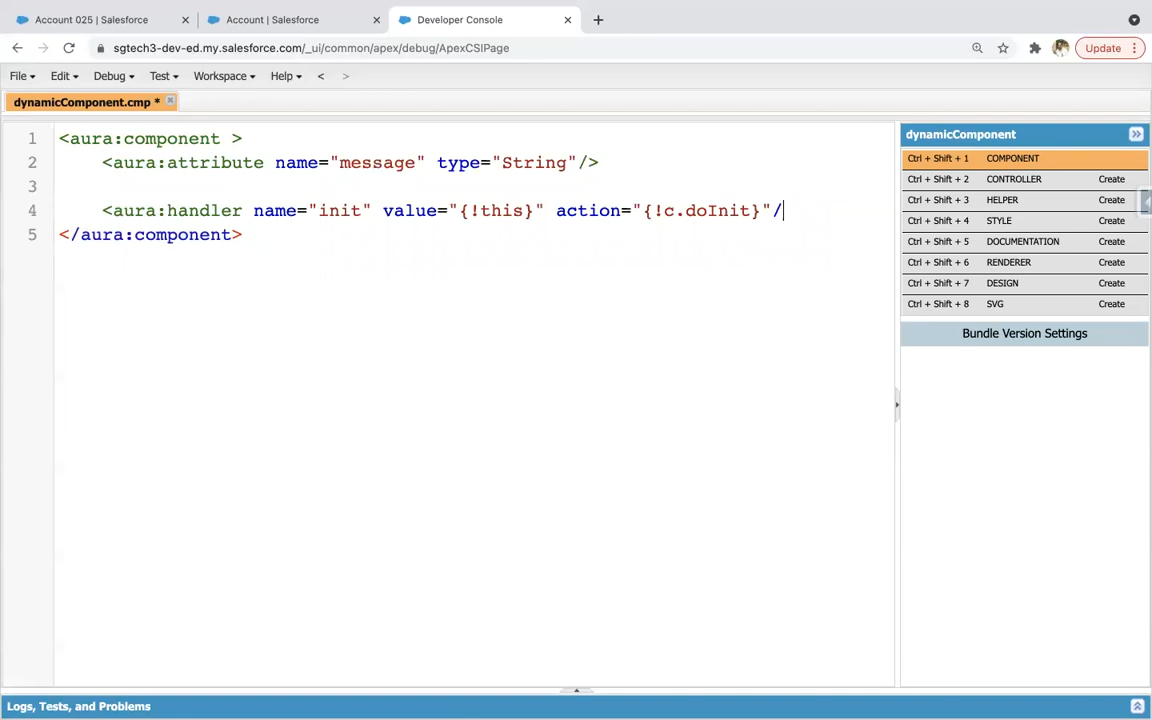 Account 025 | Salesforce
Account | Salesforce
Developer Console
sgtech3-dev-ed.my.salesforce.com/_ui/common/apex/debug/ApexCSIPage
Update
File Edit Debug Test Workspace Help < >
dynamicComponent.cmp *
1 <aura:component >
2 <aura:attribute name="message" type="String"/>
3
4 <aura:handler name="init" value="{!this}" action="{!c.doInit}"/
5 </aura:component>
dynamicComponent
Ctrl + Shift + 1 COMPONENT
Ctrl + Shift + 2 CONTROLLER Create
Ctrl + Shift + 3 HELPER Create
Ctrl + Shift + 4 STYLE Create
Ctrl + Shift + 5 DOCUMENTATION Create
Ctrl + Shift + 6 RENDERER Create
Ctrl + Shift + 7 DESIGN Create
Ctrl + Shift + 8 SVG Create
Bundle Version Settings
Logs, Tests, and Problems